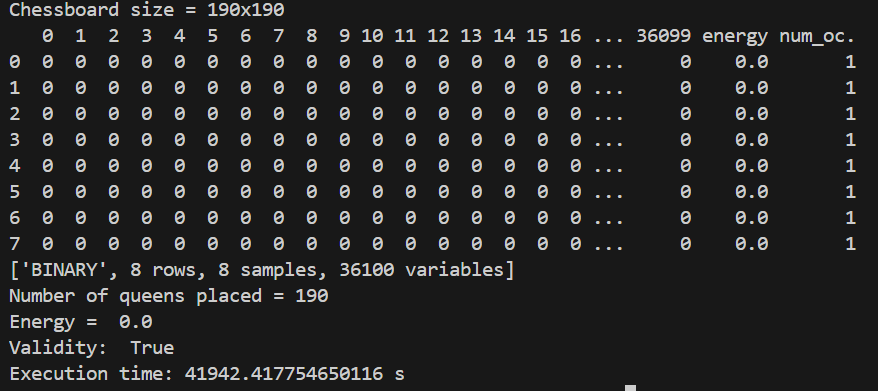 Chessboard size = 190x190
0 1 2 3 4 5 6 7 8 9 10 11 12 13 14 15 16 ... 36099 energy num_oc.
0 0 0 0 0 0 0 0 0 0 0 0 0 0 0 0 0 0 ... 0 0.0 1
1 0 0 0 0 0 0 0 0 0 0 0 0 0 0 0 0 0 ... 0 0.0 1
2 0 0 0 0 0 0 0 0 0 0 0 0 0 0 0 0 0 ... 0 0.0 1
3 0 0 0 0 0 0 0 0 0 0 0 0 0 0 0 0 0 ... 0 0.0 1
4 0 0 0 0 0 0 0 0 0 0 0 0 0 0 0 0 0 ... 0 0.0 1
5 0 0 0 0 0 0 0 0 0 0 0 0 0 0 0 0 0 ... 0 0.0 1
6 0 0 0 0 0 0 0 0 0 0 0 0 0 0 0 0 0 ... 0 0.0 1
7 0 0 0 0 0 0 0 0 0 0 0 0 0 0 0 0 0 ... 0 0.0 1
['BINARY', 8 rows, 8 samples, 36100 variables]
Number of queens placed = 190
Energy =  0.0
Validity:  True
Execution time: 41942.417754650116 s